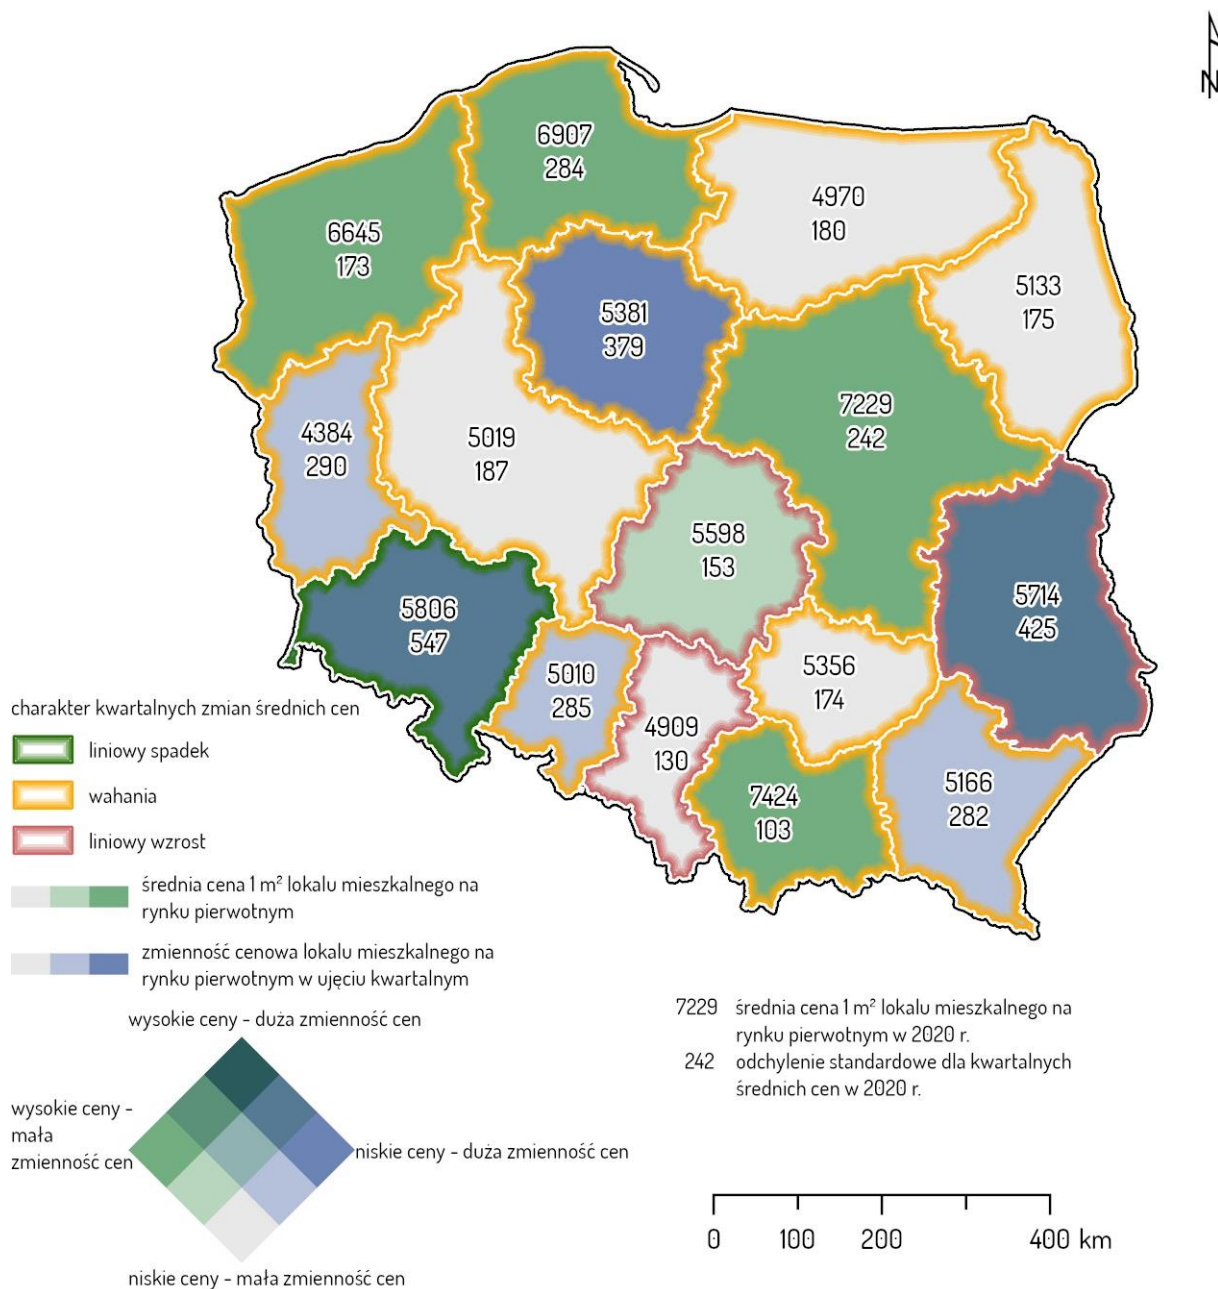 N
6907
284
4970
180
6645
173
5133
175
5381
379
7229
242
4384
290
5019
187
5598
153
5714
425
5806
547
5356
174
5010
285
4909
130
5166
282
7424
103
charakter kwartalnych zmian średnich cen
liniowy spadek
wahania
liniowy wzrost
średnia cena 1 m² lokalu mieszkalnego na
rynku pierwotnym
zmienność cenowa lokalu mieszkalnego na
rynku pierwotnym w ujęciu kwartalnym
wysokie ceny - duża zmienność cen
wysokie ceny -
mała
zmienność cen
niskie ceny - duża zmienność cen
niskie ceny - mała zmienność cen
7229 średnia cena 1 m² lokalu mieszkalnego na
rynku pierwotnym w 2020 r.
242 odchylenie standardowe dla kwartalnych
średnich cen w 2020 r.
0 100 200 400 km